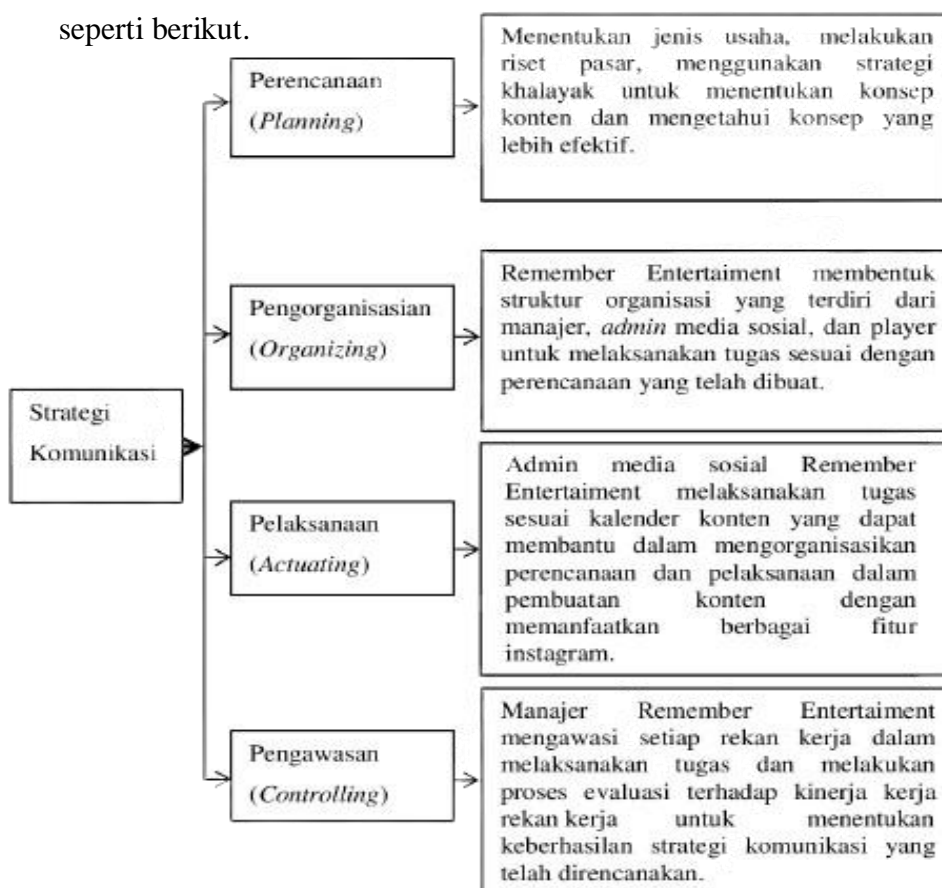 seperti berikut.
Perencanaan
(Planning)
Menentukan jenis usaha, melakukan
riset pasar, menggunakan strategi
khalayak untuk menentukan konsep
konten dan mengetahui konsep yang
lebih efektif.
Pengorganisasian
(Organizing)
Remember Entertaiment membentuk
struktur organisasi yang terdiri dari
manajer, admin media sosial, dan player
untuk melaksanakan tugas sesuai dengan
perencanaan yang telah dibuat.
Strategi
Komunikasi
Pelaksanaan
(Actuating)
Admin media sosial Remember
Entertaiment melaksanakan tugas
sesuai kalender konten yang dapat
membantu dalam mengorganisasikan
perencanaan dan pelaksanaan dalam
pembuatan konten dengan
memanfaatkan berbagai fitur
instagram.
Pengawasan
(Controlling)
Manajer Remember Entertaiment
mengawasi setiap rekan kerja dalam
melaksanakan tugas dan melakukan
proses evaluasi terhadap kinerja kerja
rekan kerja untuk menentukan
keberhasilan strategi komunikasi yang
telah direncanakan.